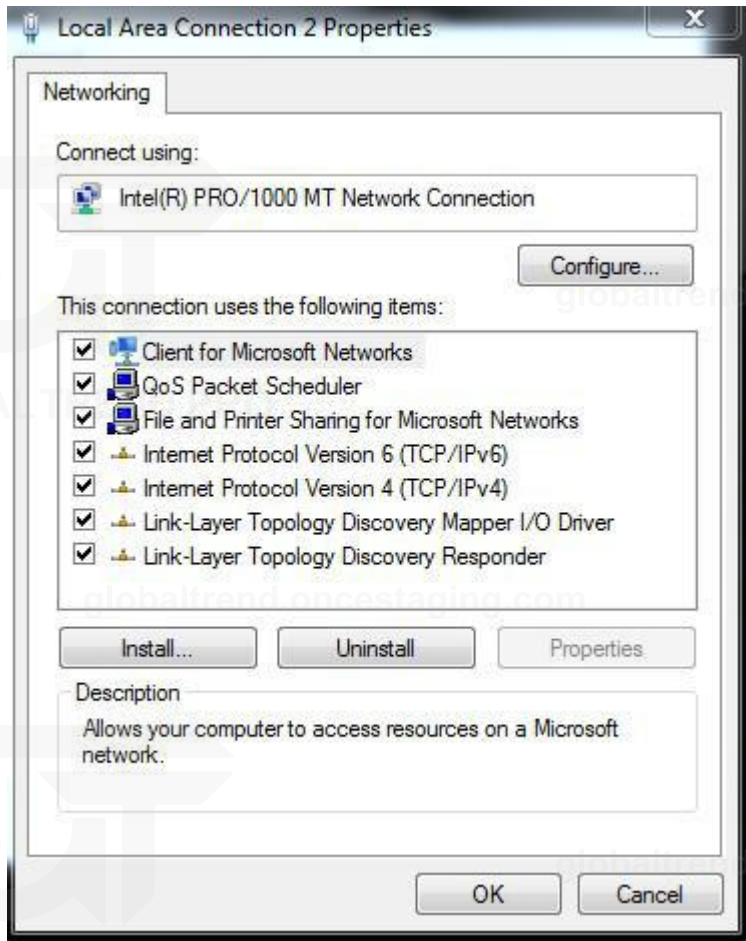 Local Area Connection 2 Properties
Networking
Connect using:
Intel(R) PRO/1000 MT Network Connection
Configure...
globaltrend
This connection uses the following items:
Client for Microsoft Networks
QoS Packet Scheduler
File and Printer Sharing for Microsoft Networks
Internet Protocol Version 6 (TCP/IPv6)
Internet Protocol Version 4 (TCP/IPv4)
Link-Layer Topology Discovery Mapper I/O Driver
Link-Layer Topology Discovery Responder
globaltrend.oncestaging.com
Install...
Uninstall
Properties
Description
Allows your computer to access resources on a Microsoft
network.
OK
Cancel